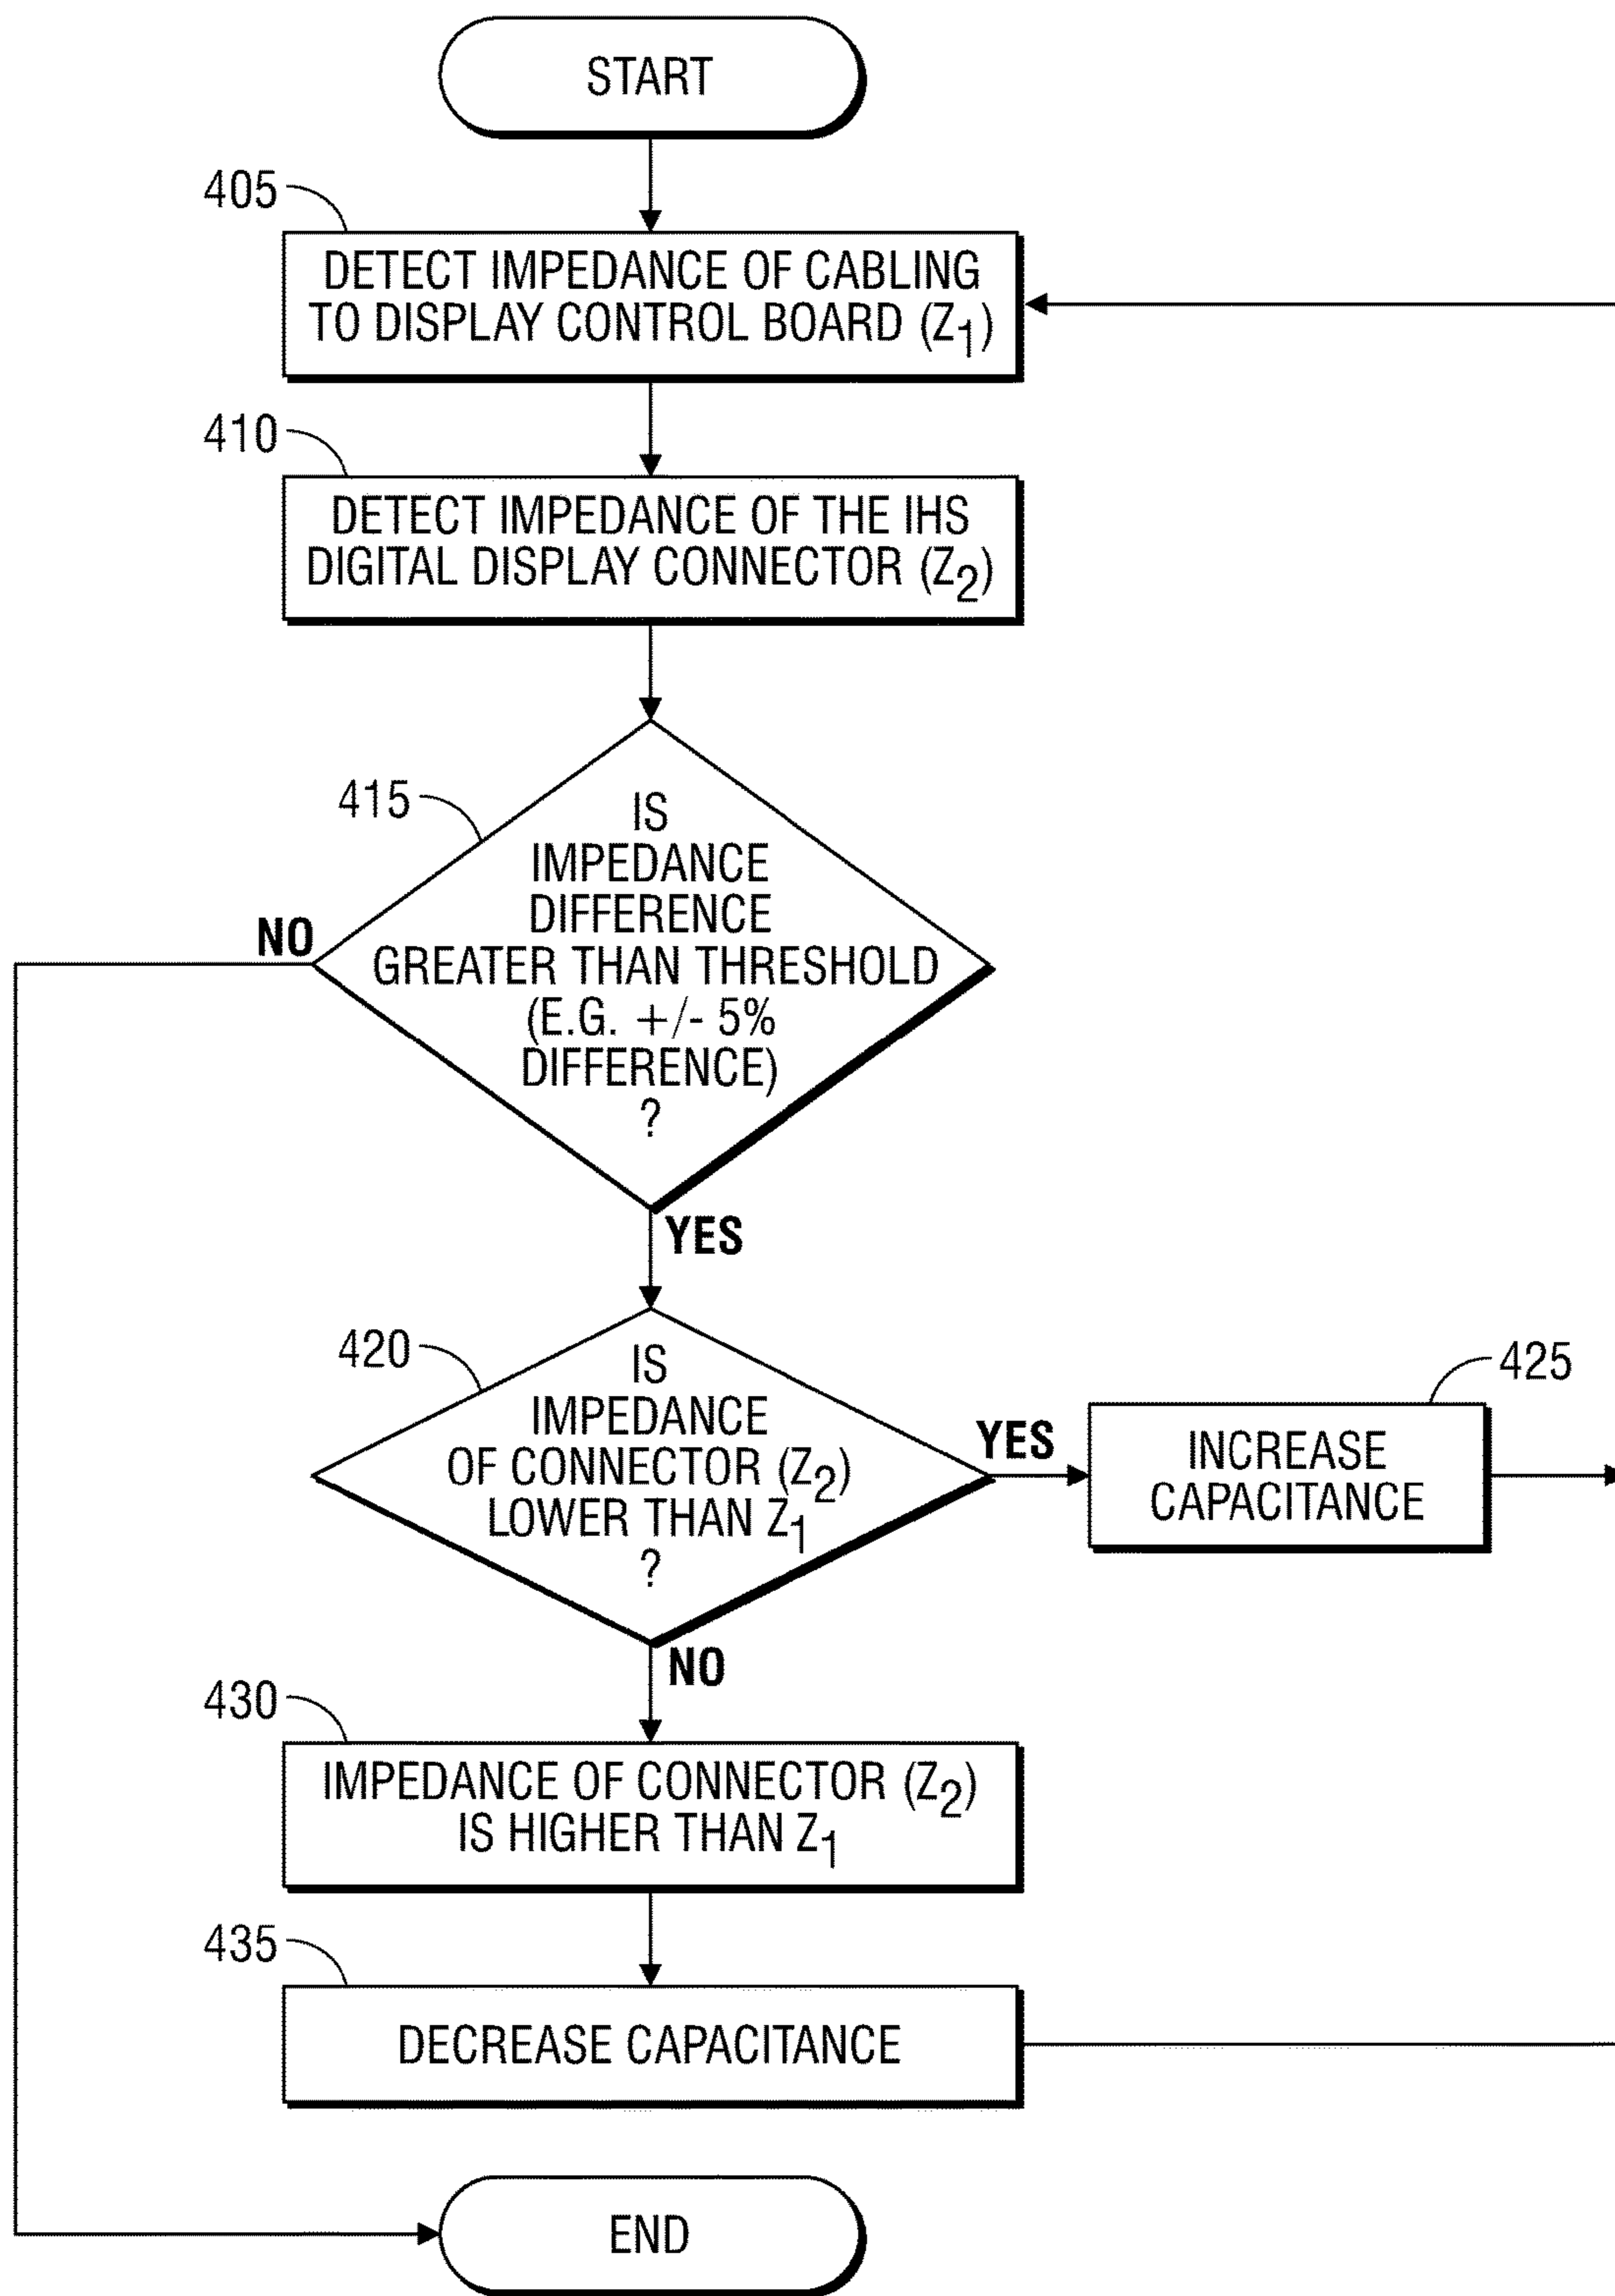 START
405
DETECT IMPEDANCE OF CABLING
TO DISPLAY CONTROL BOARD (Z1)
410
DETECT IMPEDANCE OF THE IHS
DIGITAL DISPLAY CONNECTOR (Z2)
415
IS
IMPEDANCE
DIFFERENCE
GREATER THAN THRESHOLD
(E.G. +/- 5%
DIFFERENCE)
?
NO
YES
420
IS
IMPEDANCE
OF CONNECTOR (Z2)
LOWER THAN Z1
?
YES
425
INCREASE
CAPACITANCE
NO
430
IMPEDANCE OF CONNECTOR (Z2)
IS HIGHER THAN Z1
435
DECREASE CAPACITANCE
END